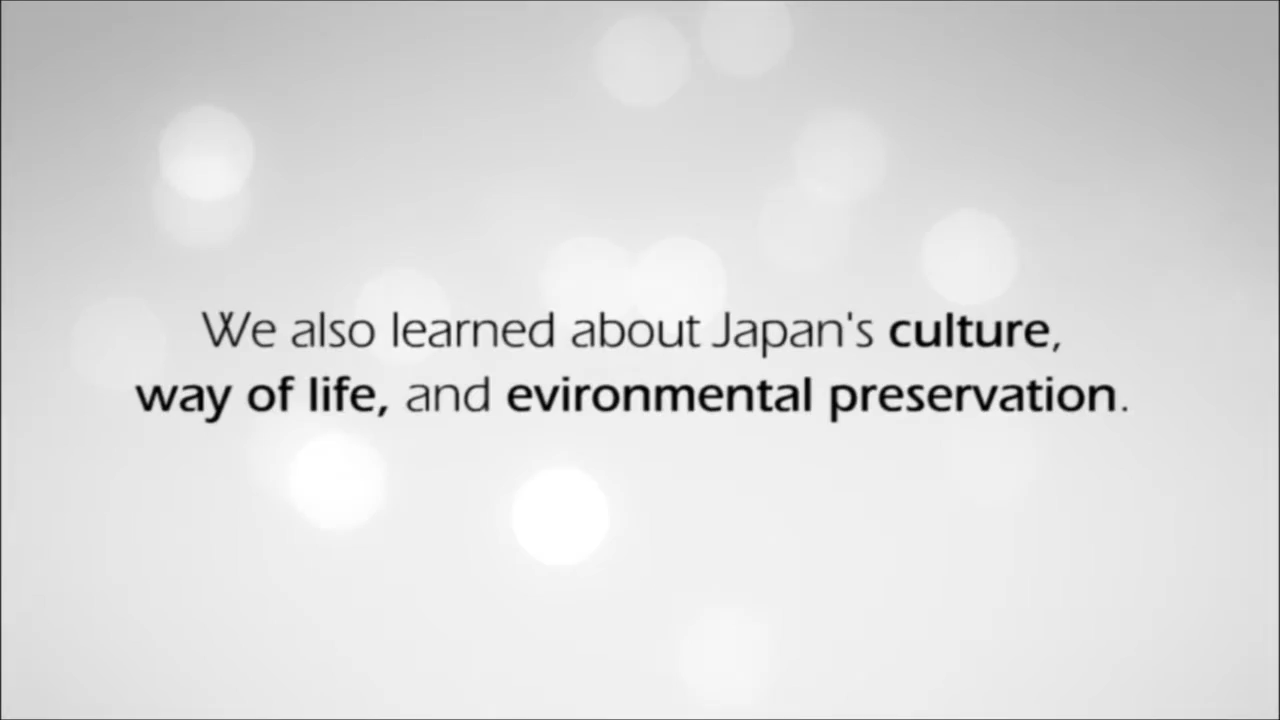 We also learned about Japan's culture,
way of life, and evironmental preservation.